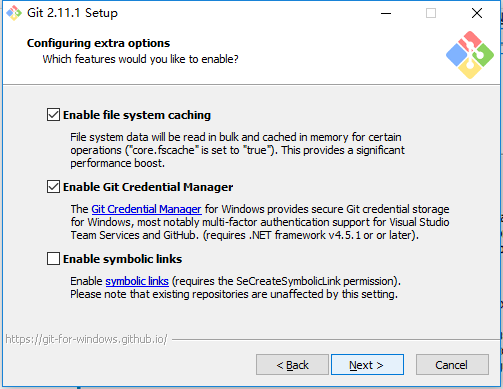 Git 2.11.1 Setup
Configuring extra options
Which features would you like to enable?
Enable file system caching
File system data will be read in bulk and cached in memory for certain
operations ("core.fscache" is set to "true"). This provides a significant
performance boost.
Enable Git Credential Manager
The Git Credential Manager for Windows provides secure Git credential storage
for Windows, most notably multi-factor authentication support for Visual Studio
Team Services and GitHub. (requires .NET framework v4.5.1 or or later).
Enable symbolic links
Enable symbolic links (requires the SeCreateSymbolicLink permission).
Please note that existing repositories are unaffected by this setting.
https://git-for-windows.github.io/
< Back
Next >
Cancel